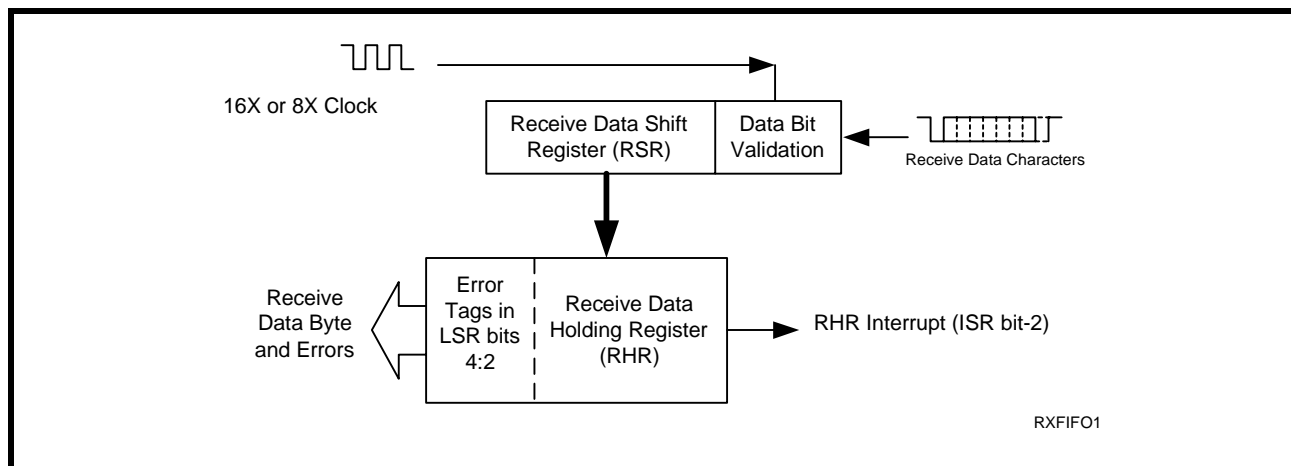 16X or 8X Clock
Receive Data Shift
Register (RSR)
Data Bit
Validation
Receive Data Characters
Receive
Data Byte
and Errors
Error
Tags in
LSR bits
4:2
Receive Data
Holding Register
(RHR)
RHR Interrupt (ISR bit-2)
RXFIFO1